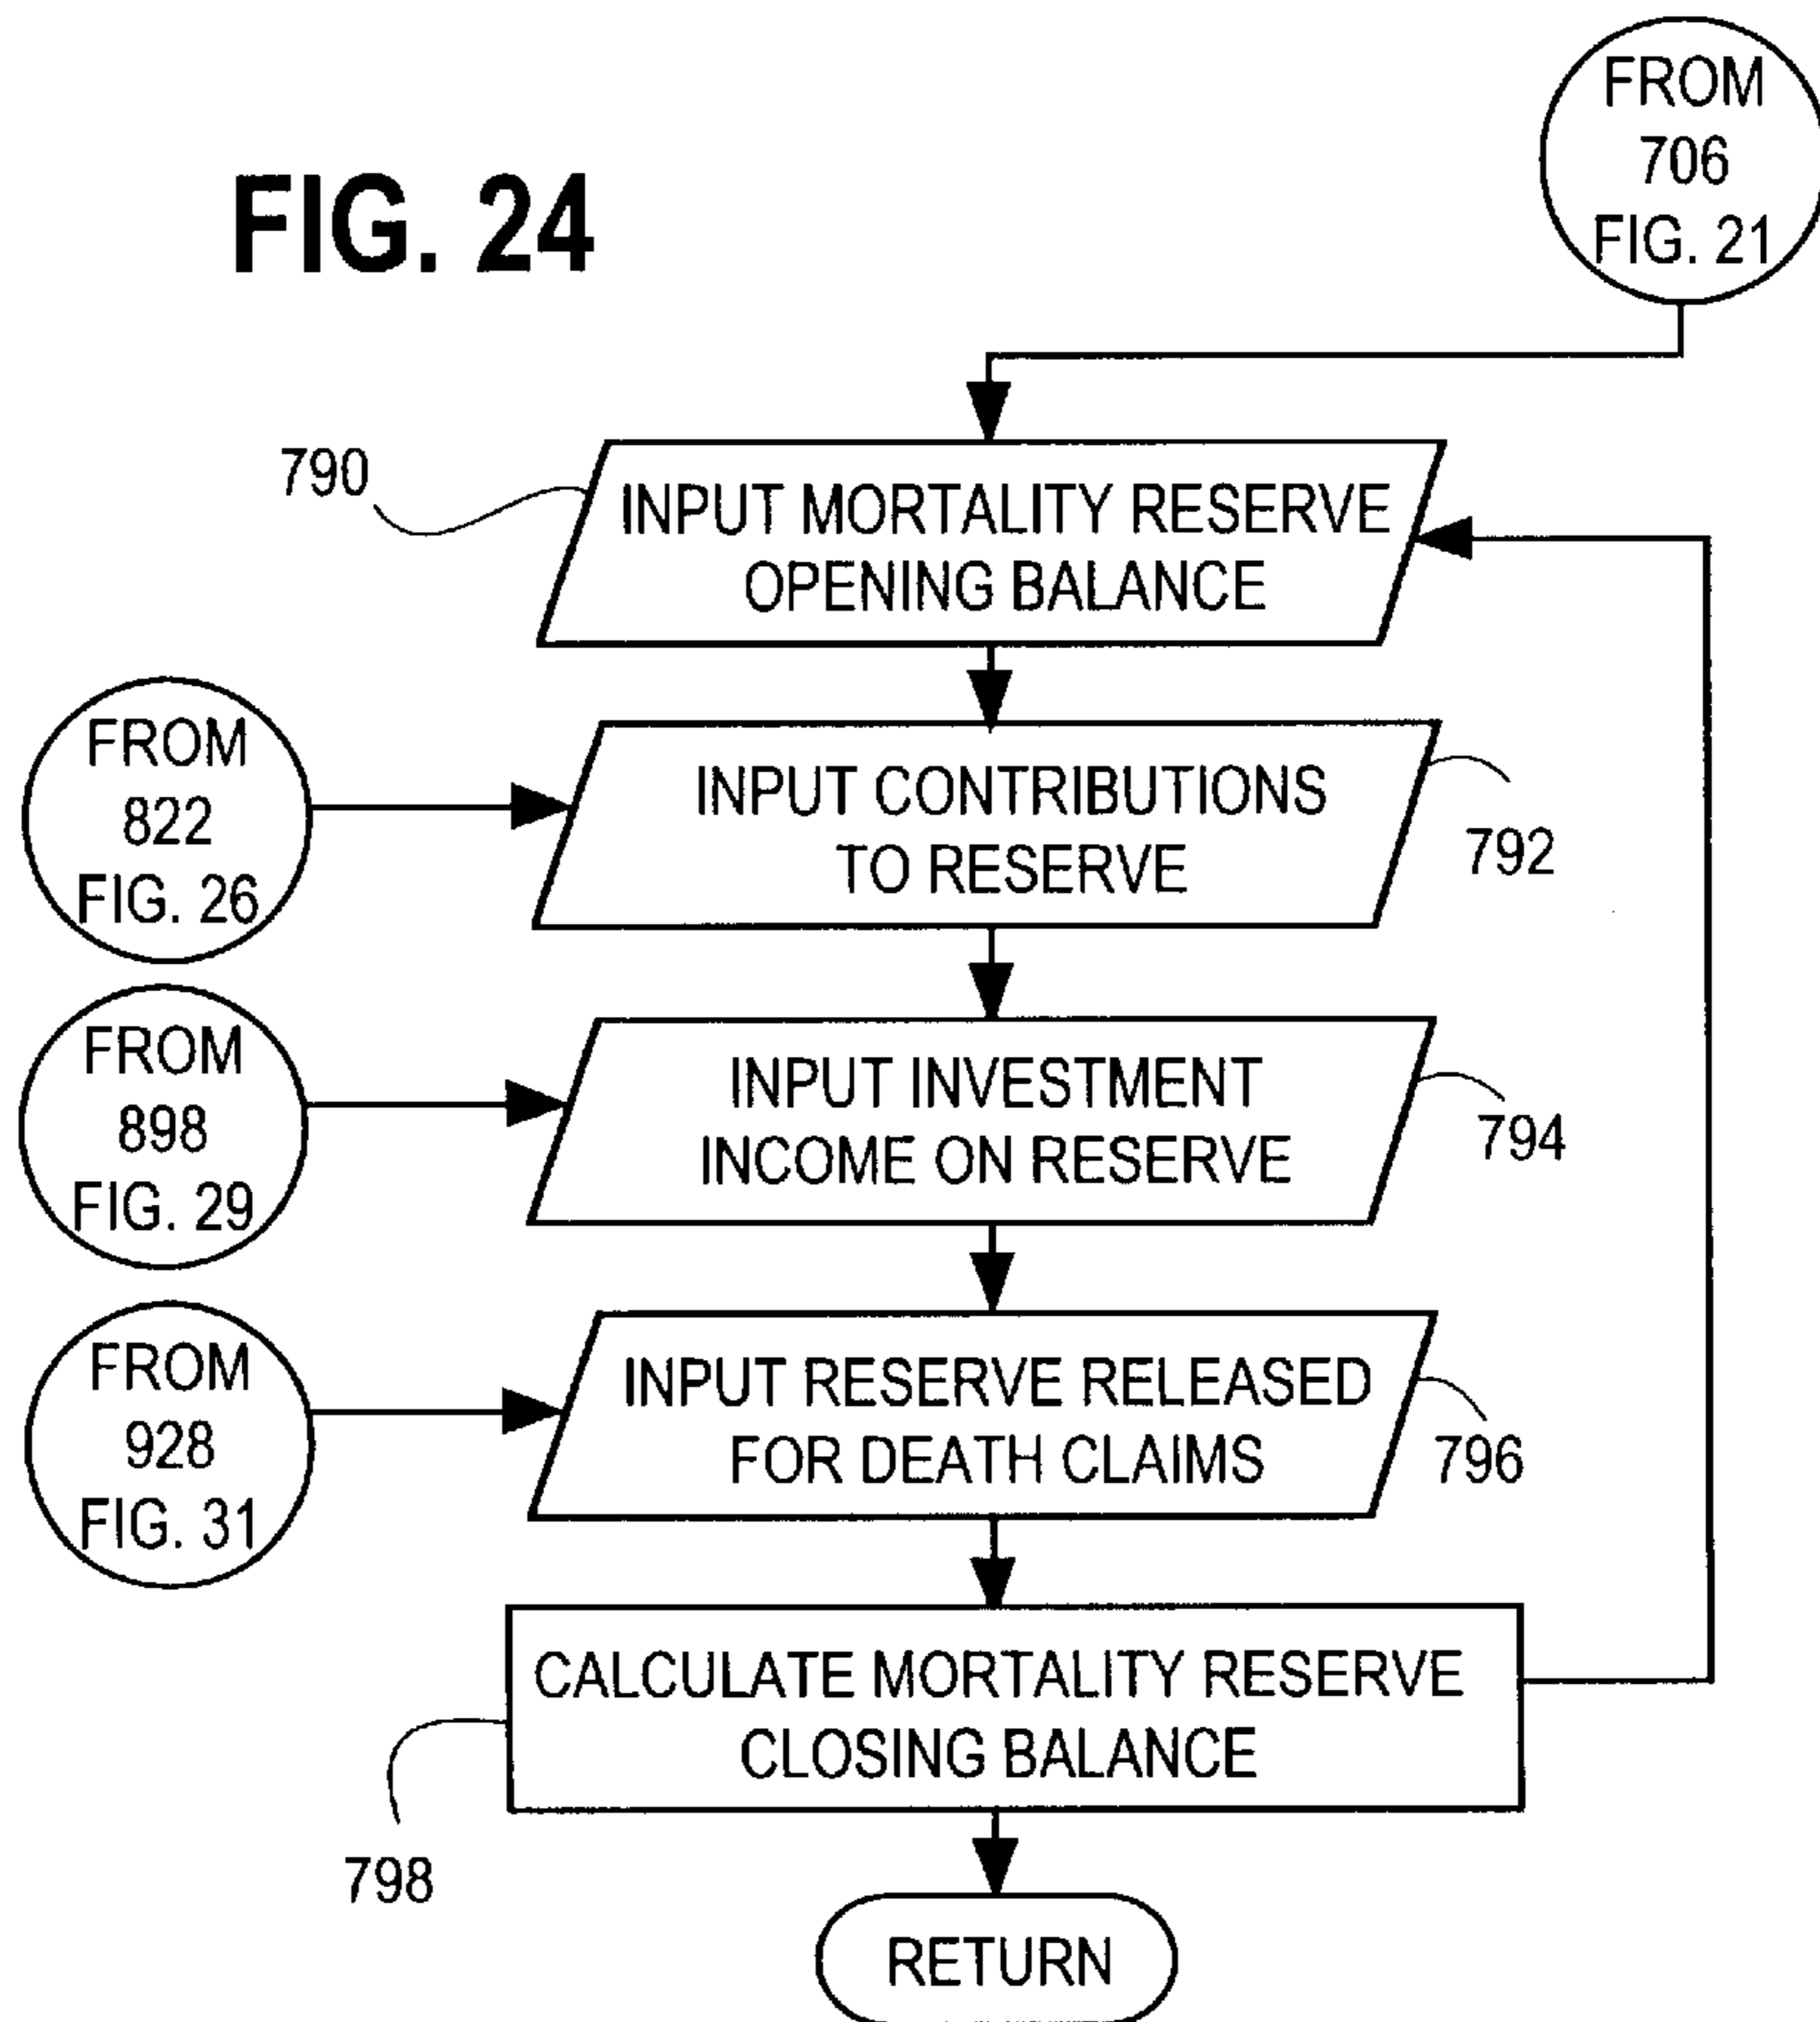 FROM
706
FIG. 21
FIG. 24
790
INPUT MORTALITY RESERVE
OPENING BALANCE
FROM
822
FIG. 26
INPUT CONTRIBUTIONS
TO RESERVE
792
FROM
898
FIG. 29
INPUT INVESTMENT
INCOME ON RESERVE
794
FROM
928
FIG. 31
INPUT RESERVE RELEASED
FOR DEATH CLAIMS
796
CALCULATE MORTALITY RESERVE
CLOSING BALANCE
798
RETURN